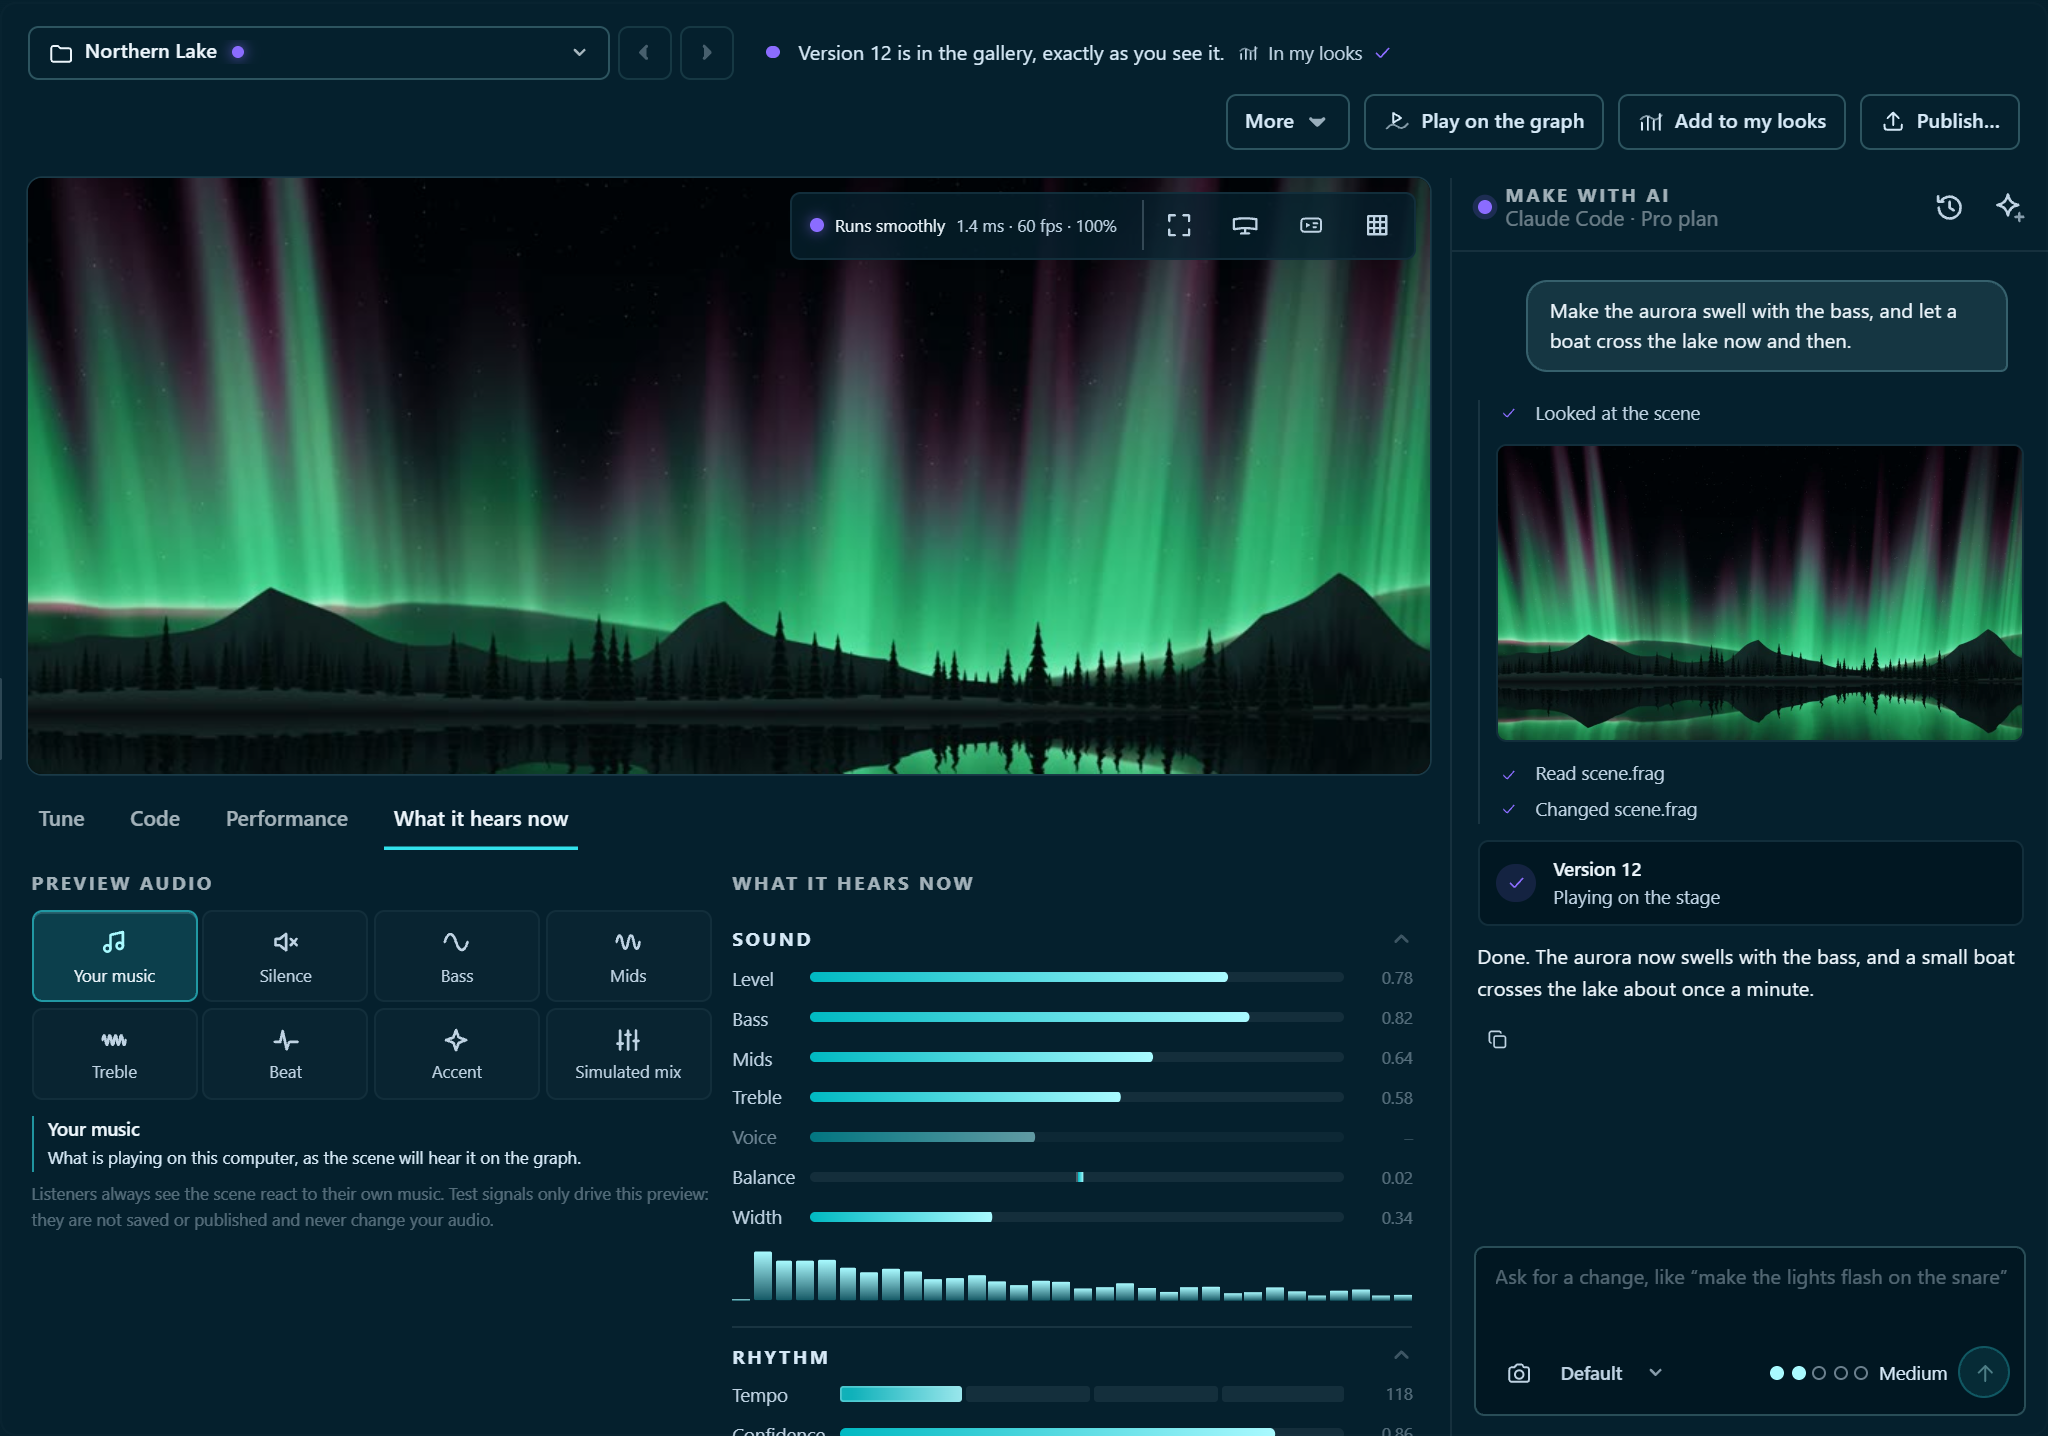 Northern Lake
Version 12 is in the gallery, exactly as you see it.
In my looks
More
Play on the graph
Add to my looks
Publish...
Runs smoothly 1.4 ms · 60 fps · 100%
Tune
Code
Performance
What it hears now
PREVIEW AUDIO
Your music
Silence
Bass
Mids
Treble
Beat
Accent
Simulated mix
Your music
What is playing on this computer, as the scene will hear it on the graph.
Listeners always see the scene react to their own music. Test signals only drive this preview:
they are not saved or published and never change your audio.
WHAT IT HEARS NOW
SOUND
Level 0.78
Bass 0.82
Mids 0.64
Treble 0.58
Voice –
Balance 0.02
Width 0.34
RHYTHM
Tempo 118
Confidence 0.86
MAKE WITH AI
Claude Code · Pro plan
Make the aurora swell with the bass, and let a
boat cross the lake now and then.
Looked at the scene
Read scene.frag
Changed scene.frag
Version 12
Playing on the stage
Done. The aurora now swells with the bass, and a small boat
crosses the lake about once a minute.
Ask for a change, like “make the lights flash on the snare”
Default
Medium